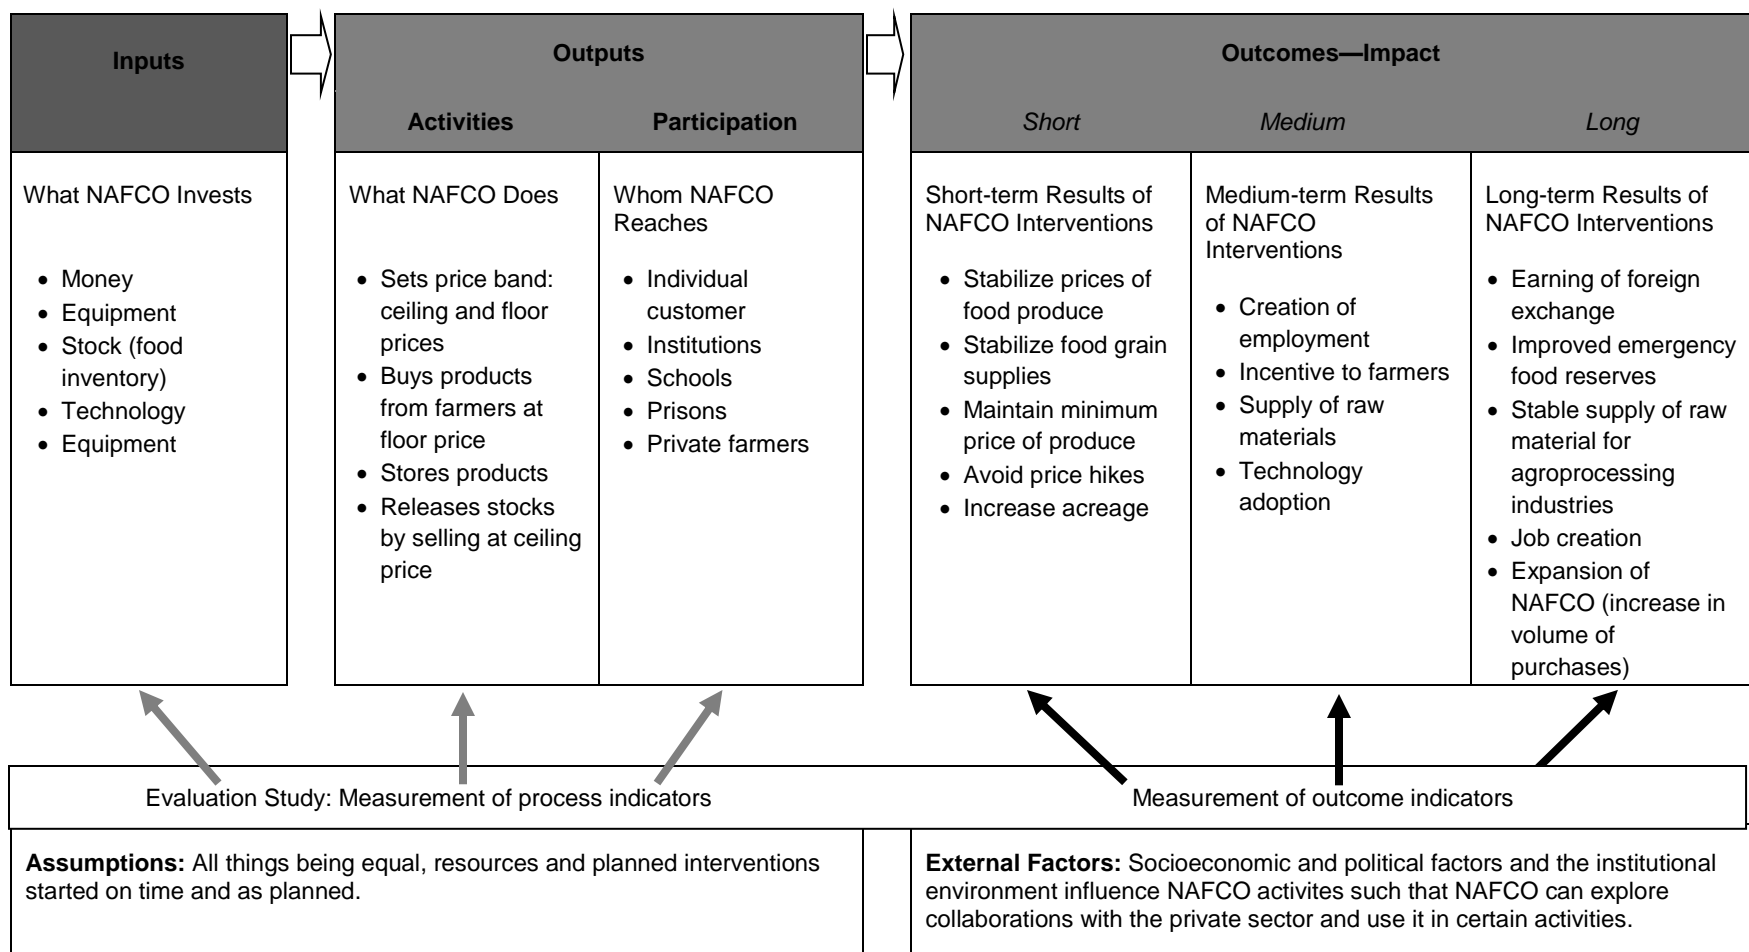 Inputs
Outputs
Activities
Participation
Outcomes—Impact
Short
Medium
Long
What NAFCO Invests
• Money
• Equipment
• Stock (food
inventory)
• Technology
• Equipment
What NAFCO Does
• Sets price band:
ceiling and floor
prices
• Buys products
from farmers at
floor price
• Stores products
• Releases stocks
by selling at ceiling
price
Whom NAFCO
Reaches
• Individual
customer
• Institutions
• Schools
• Prisons
• Private farmers
Short-term Results of
NAFCO Interventions
• Stabilize prices of
food produce
• Stabilize food grain
supplies
• Maintain minimum
price of produce
• Avoid price hikes
• Increase acreage
Medium-term Results
of NAFCO
Interventions
• Creation of
employment
• Incentive to farmers
• Supply of raw
materials
• Technology
adoption
Long-term Results of
NAFCO Interventions
• Earning of foreign
exchange
• Improved emergency
food reserves
• Stable supply of raw
material for
agroprocessing
industries
• Job creation
• Expansion of
NAFCO (increase in
volume of
purchases)
Evaluation Study: Measurement of process indicators
Measurement of outcome indicators
Assumptions: All things being equal, resources and planned interventions
started on time and as planned.
External Factors: Socioeconomic and political factors and the institutional
environment influence NAFCO activites such that NAFCO can explore
collaborations with the private sector and use it in certain activities.